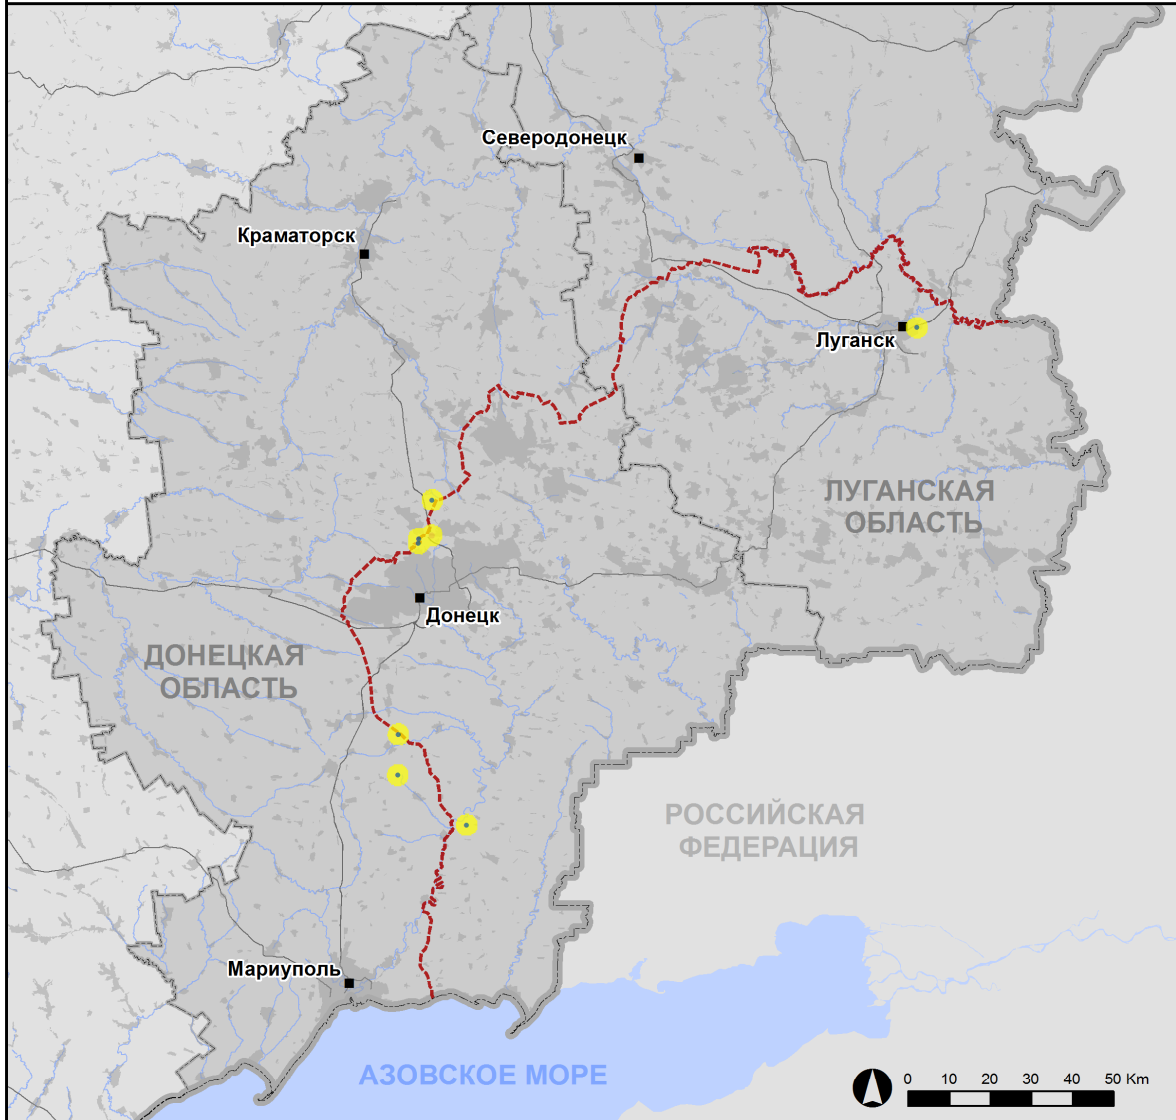 Северодонецк
Краматорск
Луганск
ЛУГАНСКАЯ
ОБЛАСТЬ
Донецк
ДОНЕЦКАЯ
ОБЛАСТЬ
РОССИЙСКАЯ
ФЕДЕРАЦИЯ
Мариуполь
АЗОВСКОЕ МОРЕ
0 10 20 30 40 50 Km